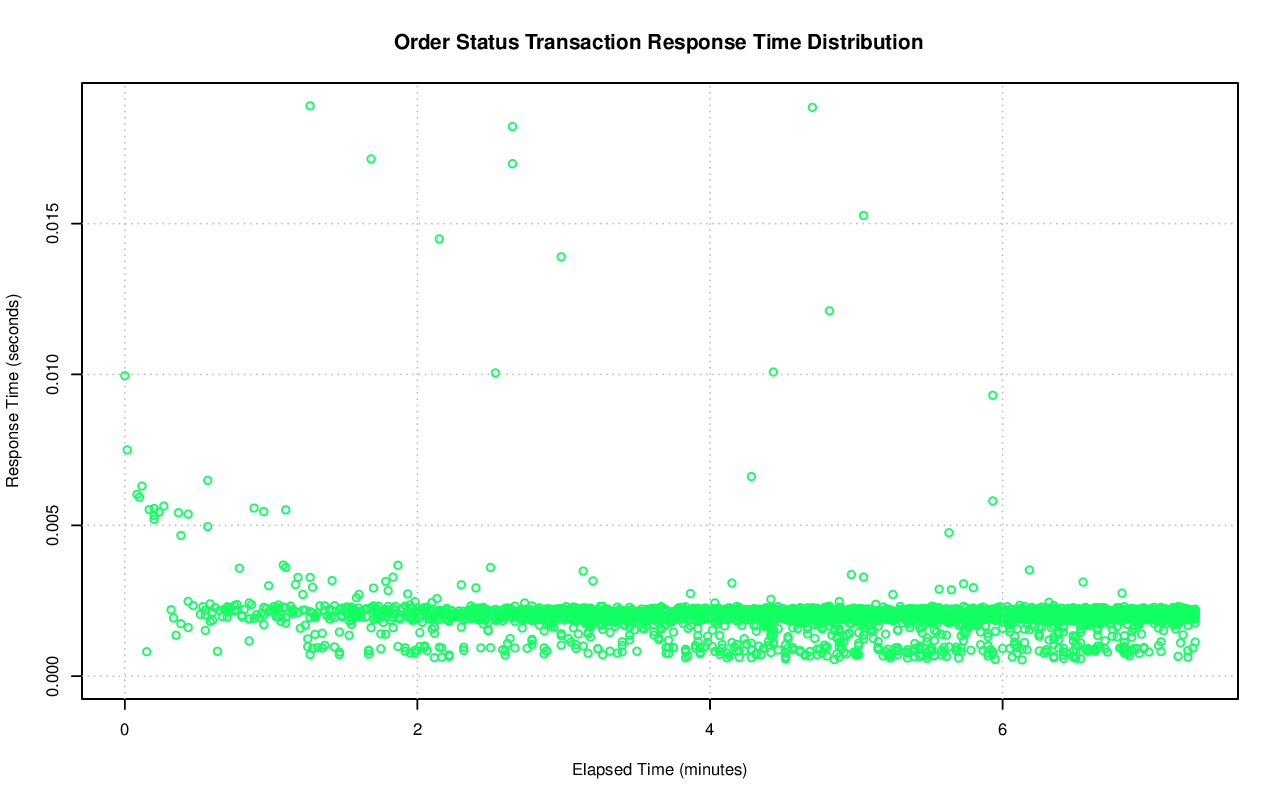 Order Status Transaction Response Time Distribution
Response Time (seconds)
0.015
0.010
0.005
0.000
0 2 4 6
Elapsed Time (minutes)